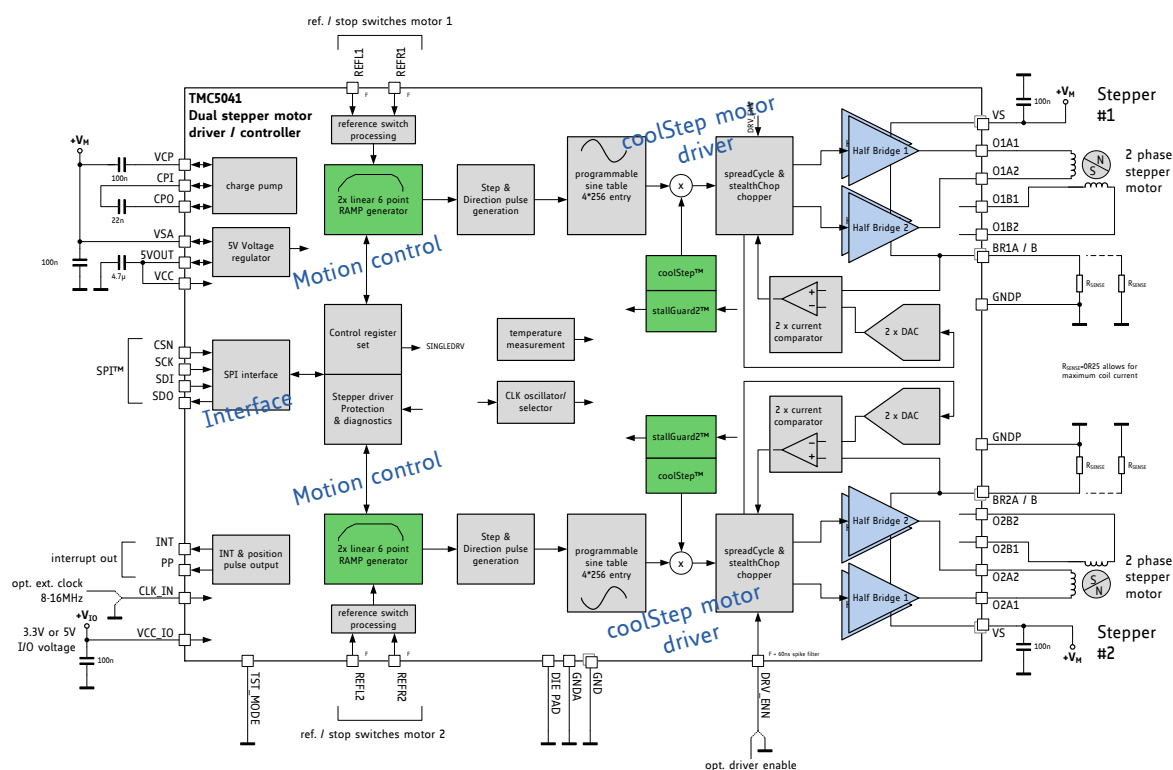 ref. / stop switches motor 1
REFL1
REFR1
F
F
TMC5041
Dual stepper motor
driver / controller
reference switch
processing
+VM
VCP
100n
CPI
CPO
22n
charge pump
VSA
5VOUT
VCC
100n
4.7µ
5V Voltage
regulator
2x linear 6 point
RAMP generator
Step &
Direction pulse
generation
programmable
sine table
4*256 entry
coolStep motor
driver
x
DRV_ENN
spreadCycle &
stealthChop
chopper
Half Bridge 1
Half Bridge 2
+VM
100n
VS
Stepper
#1
O1A1
O1A2
O1B1
O1B2
BR1A / B
GNDP
N
S
2 phase
stepper
motor
RSENSE
RSENSE
Motion control
coolStep™
stallGuard2™
2 x current
comparator
2 x DAC
RSENSE=0R25 allows for
maximum coil current
SPI™
CSN
SCK
SDI
SDO
SPI interface
Interface
Control register
set
SINGLEDRV
Stepper driver
Protection
& diagnostics
temperature
measurement
CLK oscillator/
selector
Motion control
stallGuard2™
coolStep™
2 x current
comparator
2 x DAC
GNDP
RSENSE
RSENSE
BR2A / B
O2B2
O2B1
O2A2
O2A1
VS
interrupt out
INT
PP
INT & position
pulse output
opt. ext. clock
8-16MHz
CLK_IN
+VIO
3.3V or 5V
I/O voltage
VCC_IO
100n
2x linear 6 point
RAMP generator
Step &
Direction pulse
generation
programmable
sine table
4*256 entry
x
spreadCycle &
stealthChop
chopper
Half Bridge 2
Half Bridge 1
coolStep motor
driver
S
N
2 phase
stepper
motor
100n
+VM
Stepper
#2
reference switch
processing
F
F
F = 60ns spike filter
TST_MODE
REFL2
REFR2
DIE PAD
GNDA
GND
DRV_ENN
ref. / stop switches motor 2
opt. driver enable